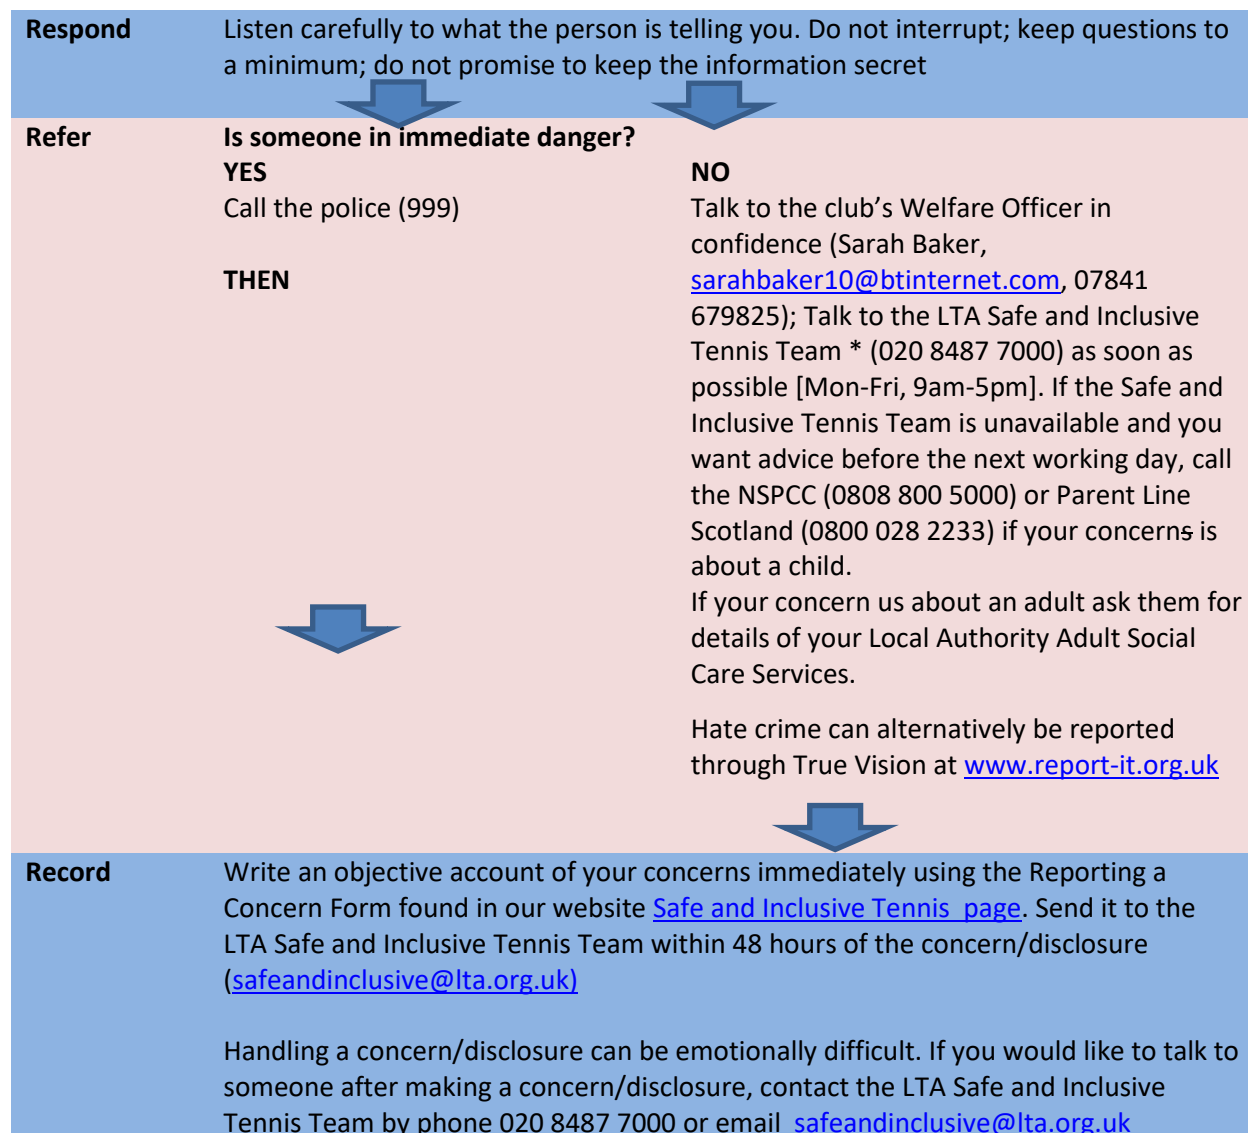 Respond
Listen carefully to what the person is telling you. Do not interrupt; keep questions to
a minimum; do not promise to keep the information secret
Refer
Is someone in immediate danger?
YES
Call the police (999)
THEN
NO
Talk to the club's Welfare Officer in
confidence (Sarah Baker,
sarahbaker10@btinternet.com, 07841
679825); Talk to the LTA Safe and Inclusive
Tennis Team * (020 8487 7000) as soon as
possible [Mon-Fri, 9am-5pm]. If the Safe and
Inclusive Tennis Team is unavailable and you
want advice before the next working day, call
the NSPCC (0808 800 5000) or Parent Line
Scotland (0800 028 2233) if your concerns is
about a child.
If your concern us about an adult ask them for
details of your Local Authority Adult Social
Care Services.
Hate crime can alternatively be reported
through True Vision at www.report-it.org.uk
Record
Write an objective account of your concerns immediately using the Reporting a
Concern Form found in our website Safe and Inclusive Tennis page. Send it to the
LTA Safe and Inclusive Tennis Team within 48 hours of the concern/disclosure
(safeandinclusive@lta.org.uk)
Handling a concern/disclosure can be emotionally difficult. If you would like to talk to
someone after making a concern/disclosure, contact the LTA Safe and Inclusive
Tennis Team by phone 020 8487 7000 or email safeandinclusive@lta.org.uk